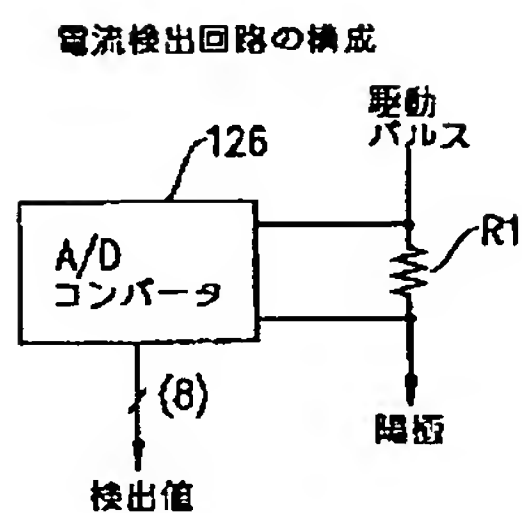 電流検出回路の構成
駆動
パルス
126
R1
A/D
コンバータ
(8)
陽極
検出値